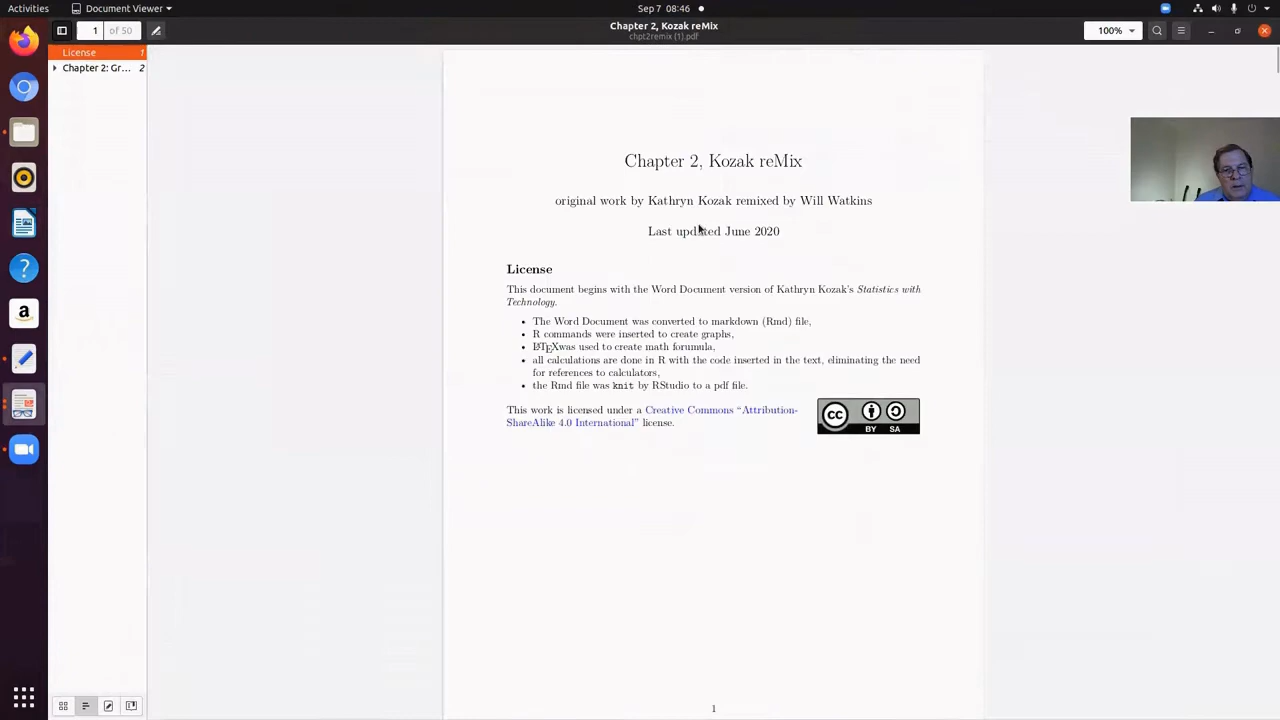 Activities
Document Viewer
Sep 7 08:46
1
of 50
Chapter 2, Kozak reMix
chpt2remix (1).pdf
100%
License 1
Chapter 2: Gr... 2
Chapter 2, Kozak reMix
original work by Kathryn Kozak remixed by Will Watkins
Last updated June 2020
License
This document begins with the Word Document version of Kathryn Kozak's Statistics with
Technology.
• The Word Document was converted to markdown (Rmd) file,
• R commands were inserted to create graphs,
• LATEXwas used to create math forumula,
• all calculations are done in R with the code inserted in the text, eliminating the need
for references to calculators,
• the Rmd file was knit by RStudio to a pdf file.
This work is licensed under a Creative Commons “Attribution-
ShareAlike 4.0 International” license.
cc
BY SA
1